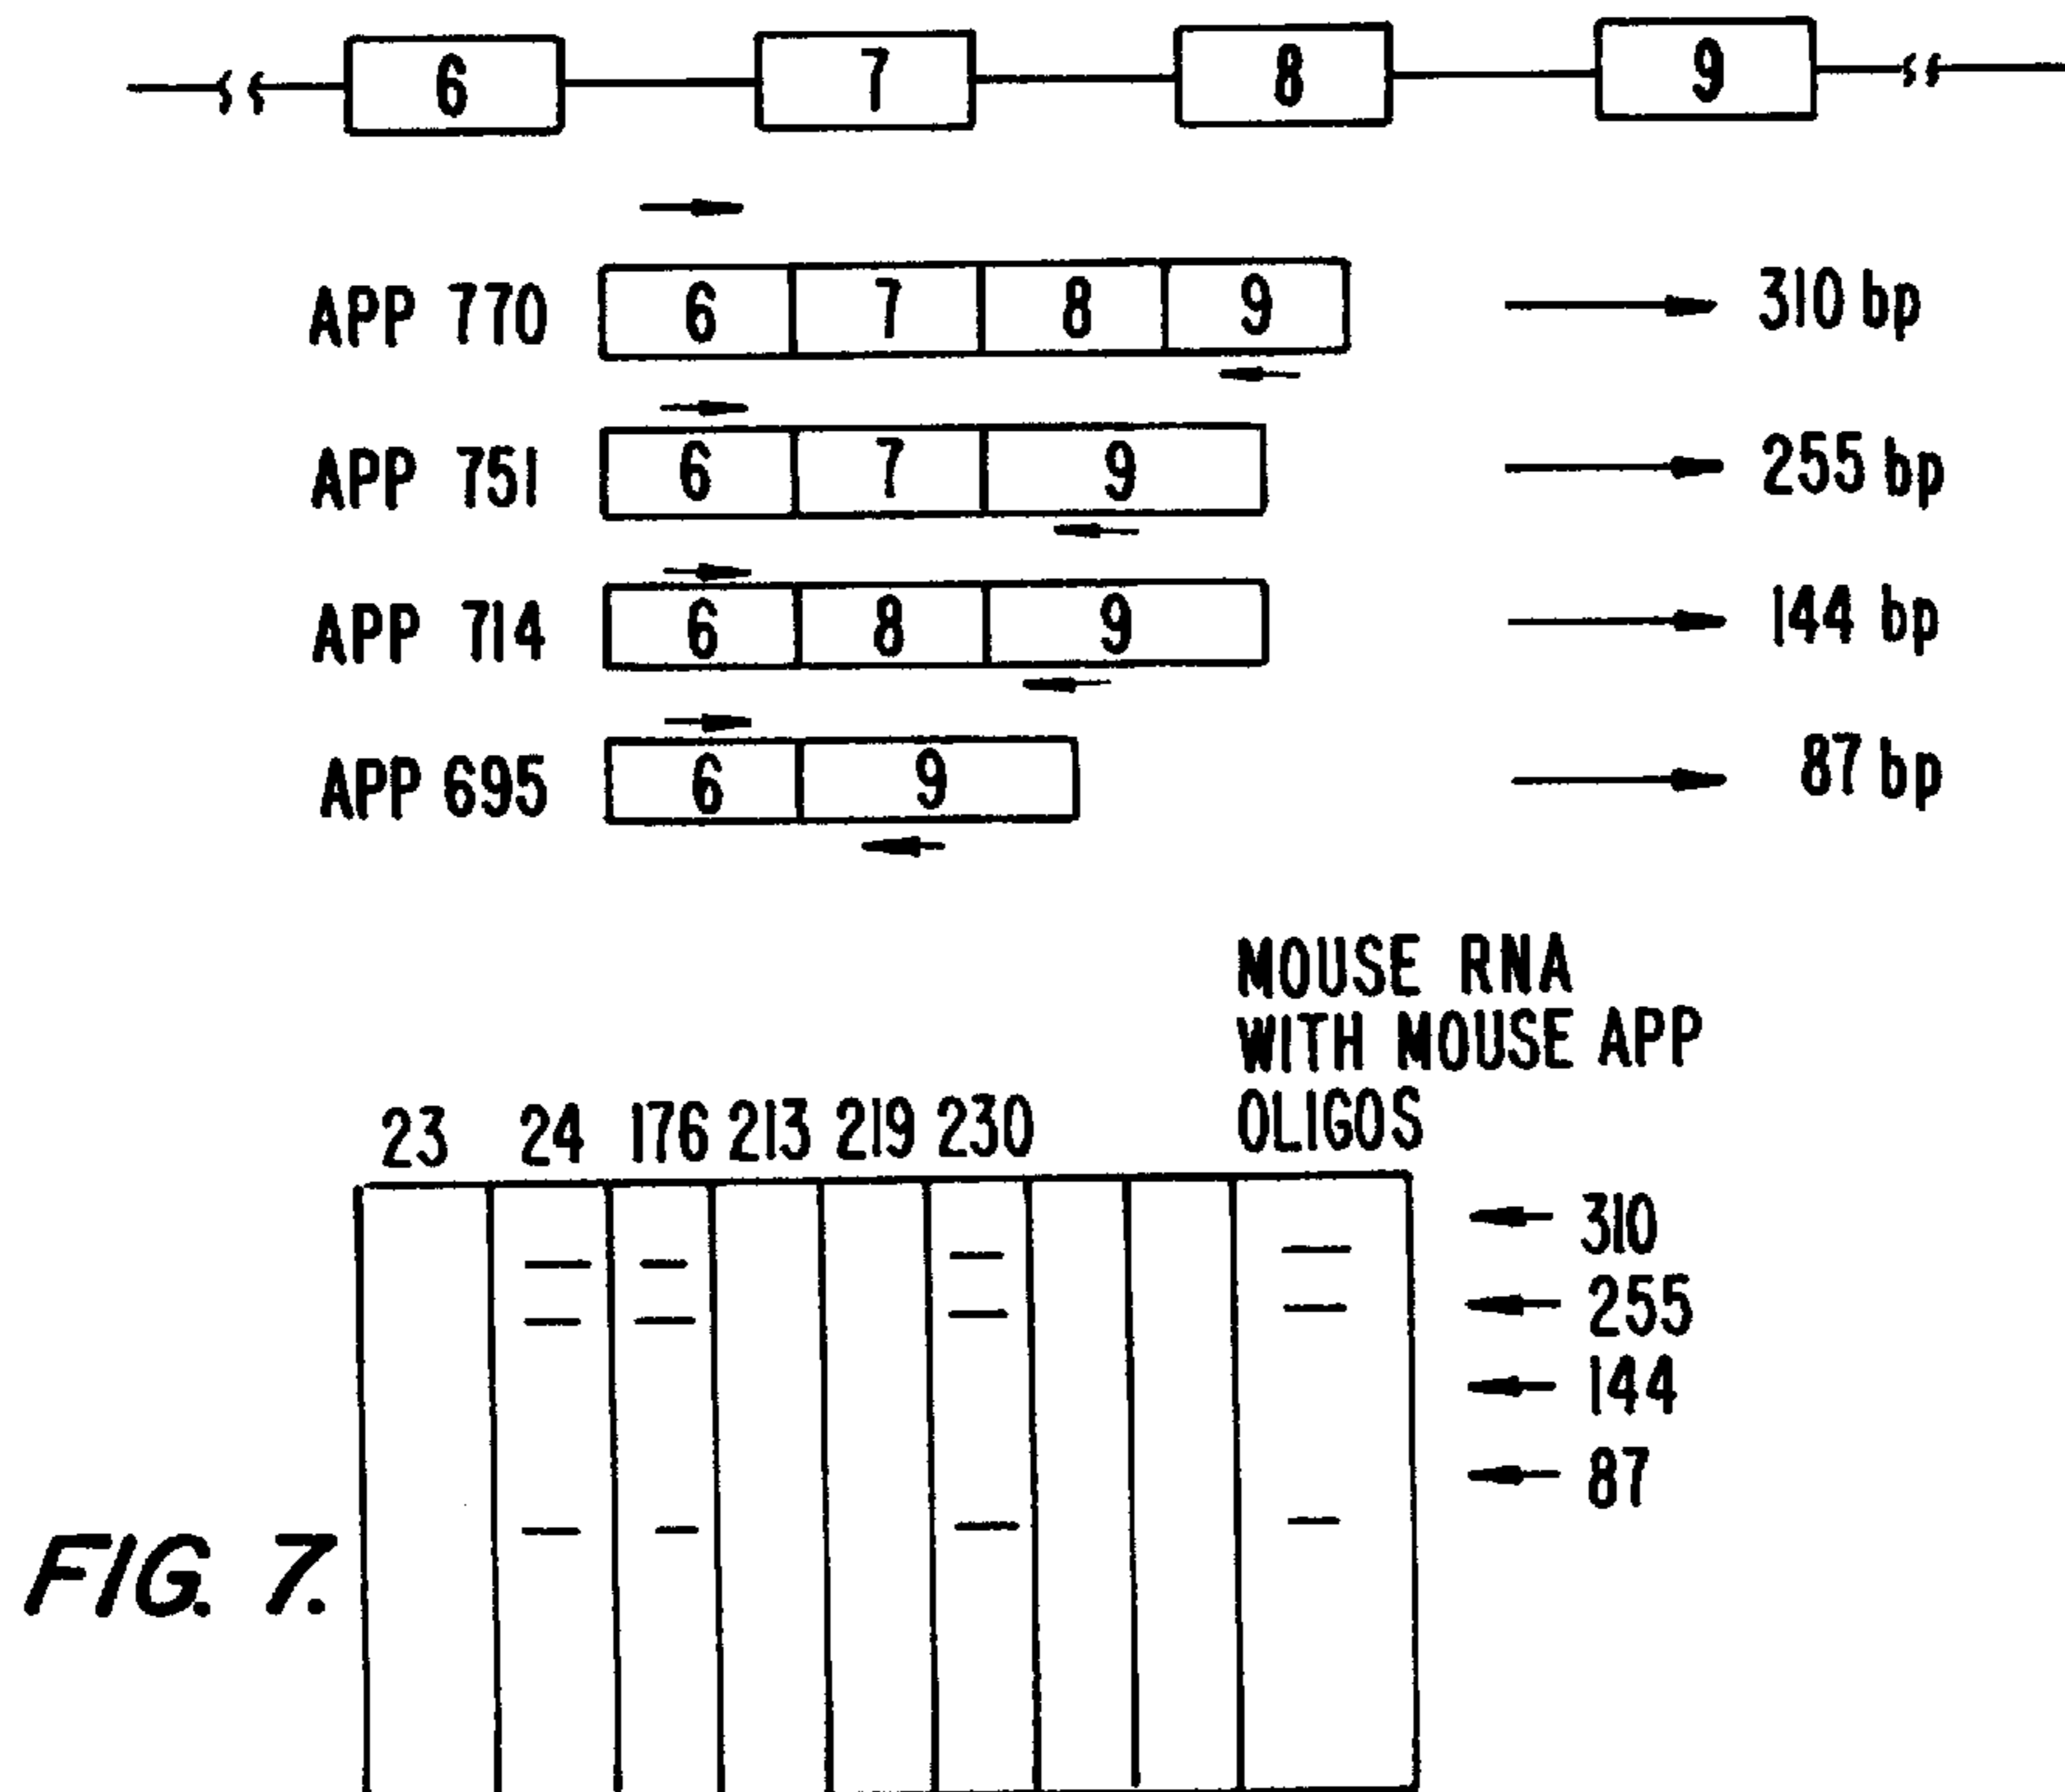 6 7 8 9
APP 770 6 7 8 9 310 bp
APP 751 6 7 9 255 bp
APP 714 6 8 9 144 bp
APP 695 6 9 87 bp
MOUSE RNA
WITH MOUSE APP
OLIGOS
23 24 176 213 219 230
310
255
144
87
FIG. 7.